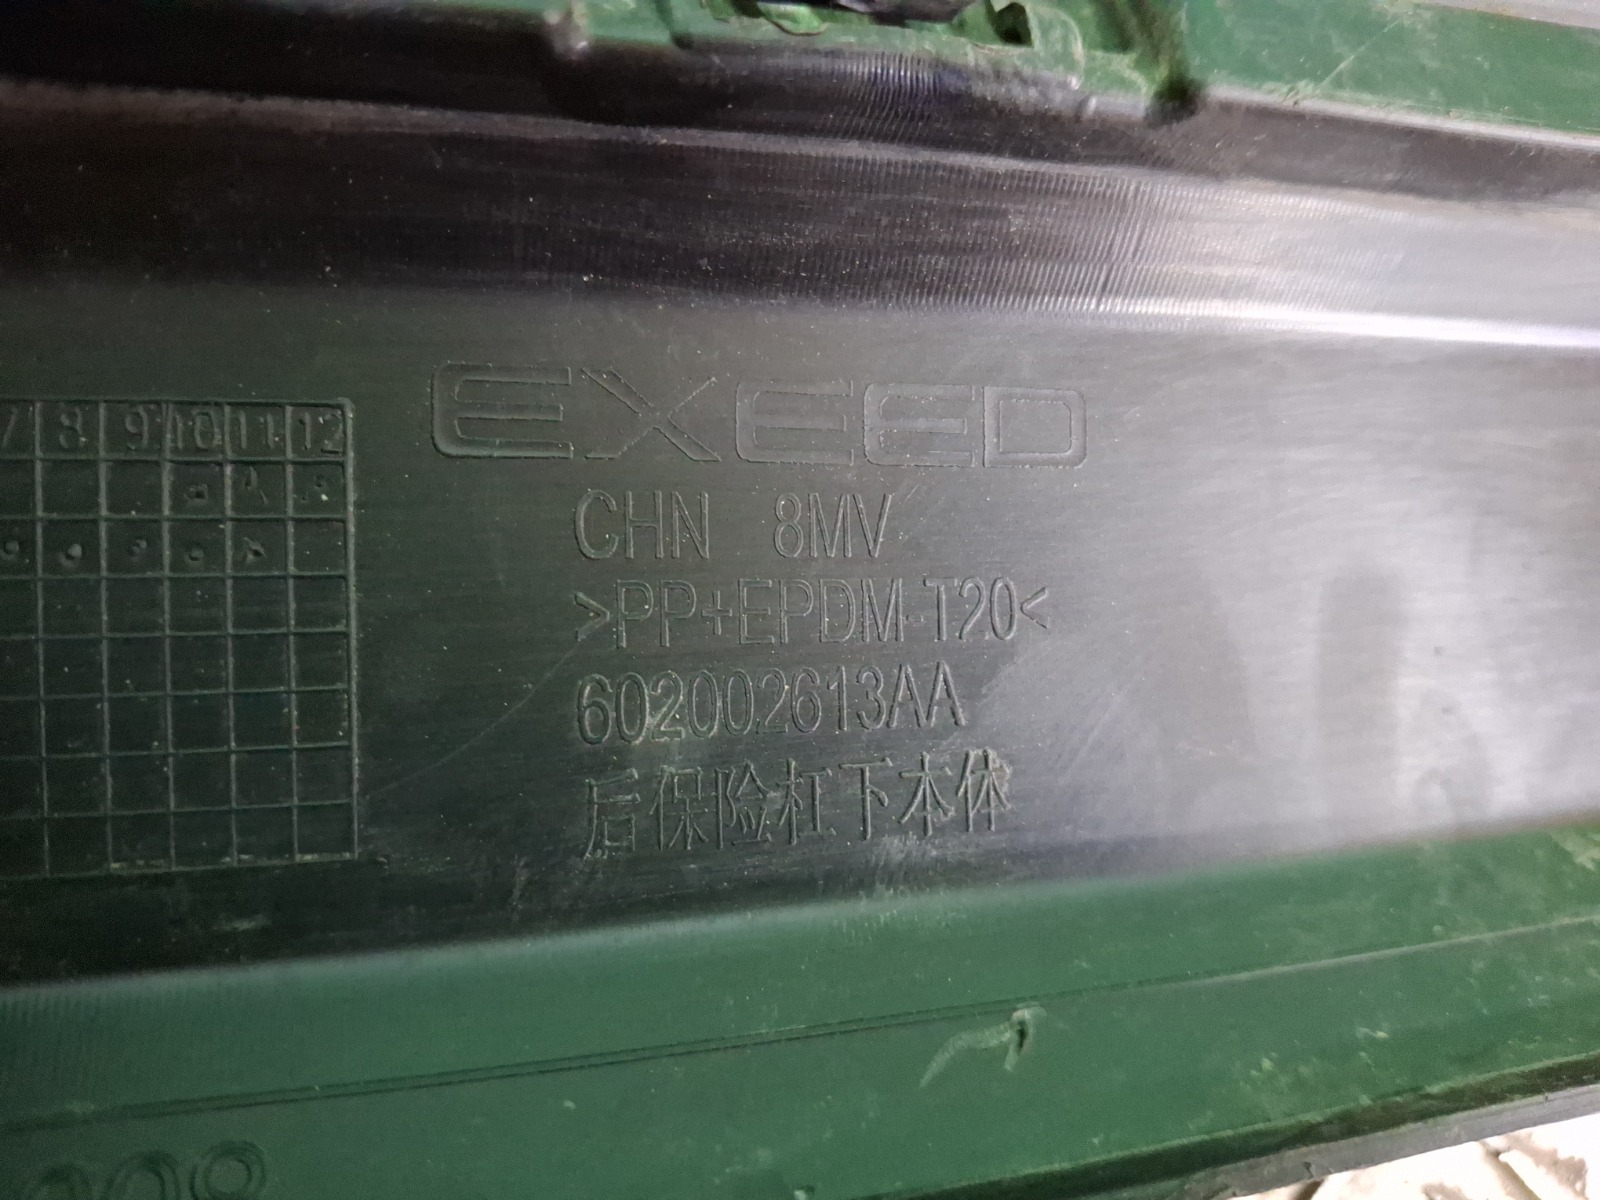 EXEED
7 8 9 10 11 12
CHN 8MV
>PP+EPDM-T20<
602002613AA
后保险杠下本体